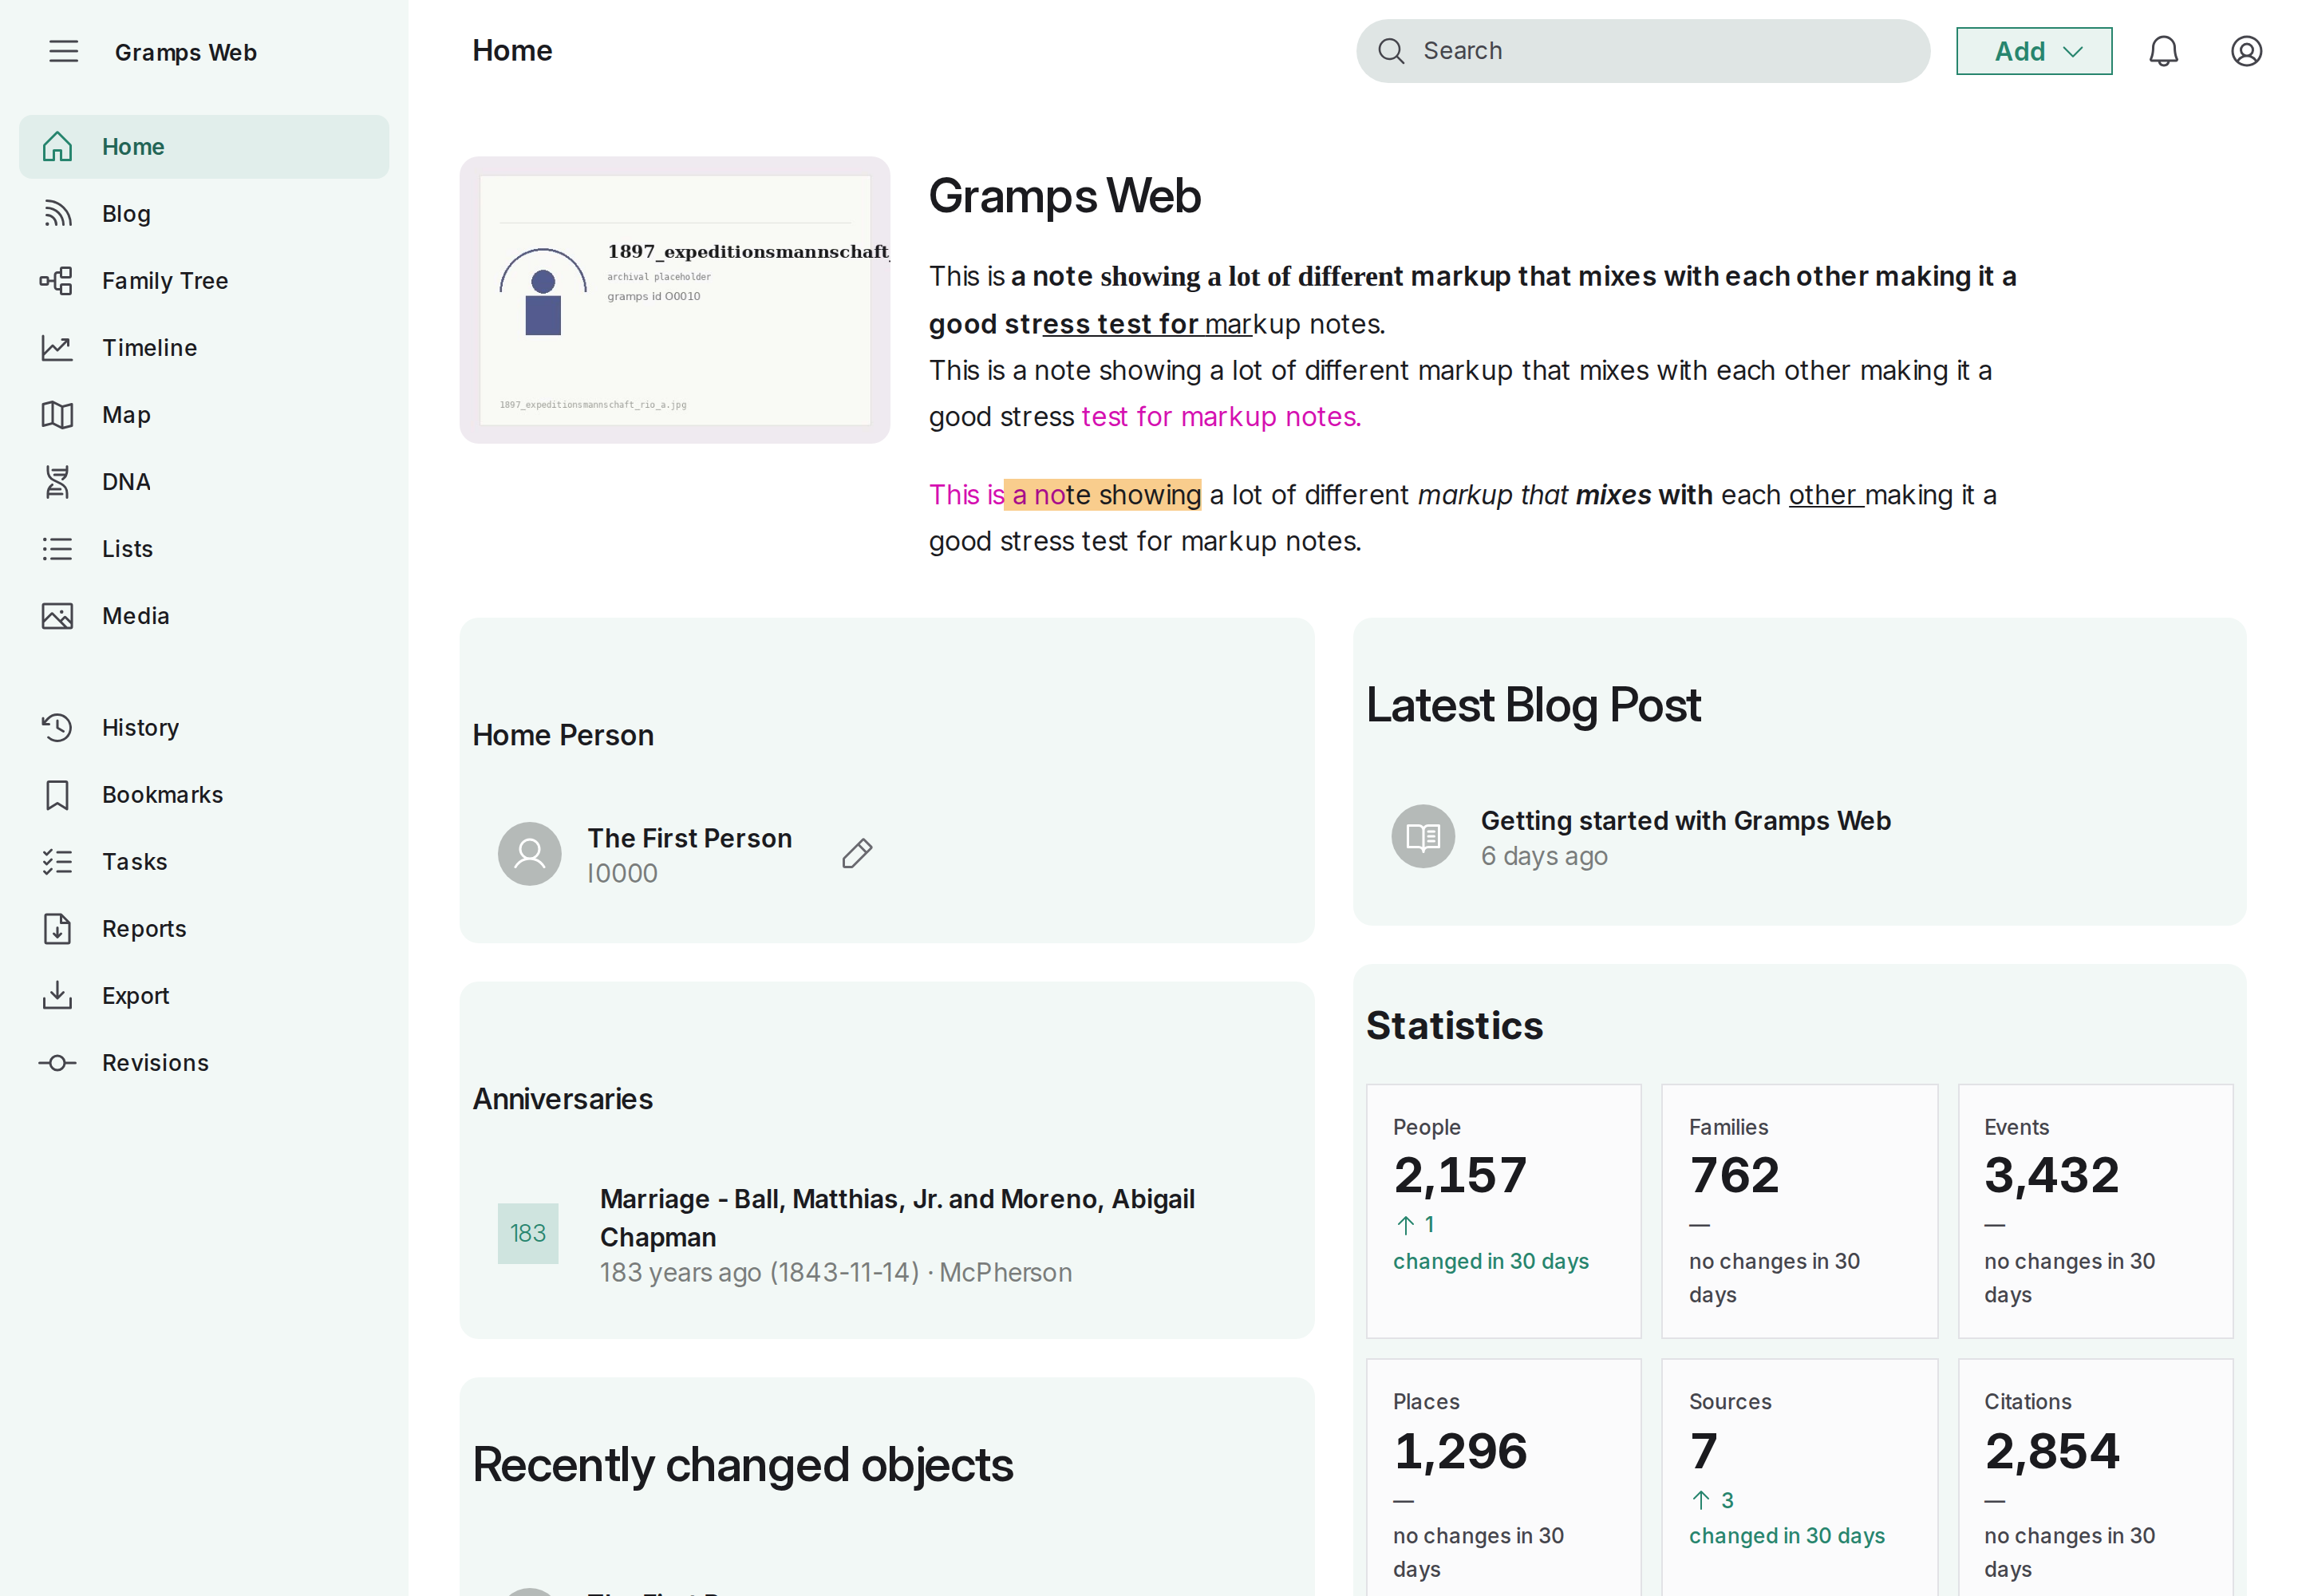 Gramps Web
Home
Search
Add
Home
Blog
Family Tree
Timeline
Map
DNA
Lists
Media
History
Bookmarks
Tasks
Reports
Export
Revisions
1897_expeditionsmannschaft_
archival placeholder
gramps id O0010
1897_expeditionsmannschaft_rio_a.jpg
Gramps Web
This is a note showing a lot of different markup that mixes with each other making it a
good stress test for markup notes.
This is a note showing a lot of different markup that mixes with each other making it a
good stress test for markup notes.
This is a note showing a lot of different markup that mixes with each other making it a
good stress test for markup notes.
Home Person
The First Person
I0000
Anniversaries
183
Marriage - Ball, Matthias, Jr. and Moreno, Abigail
Chapman
183 years ago (1843-11-14) · McPherson
Recently changed objects
Latest Blog Post
Getting started with Gramps Web
6 days ago
Statistics
People
2,157
↑ 1
changed in 30 days
Families
762
—
no changes in 30
days
Events
3,432
—
no changes in 30
days
Places
1,296
—
no changes in 30
days
Sources
7
↑ 3
changed in 30 days
Citations
2,854
—
no changes in 30
days